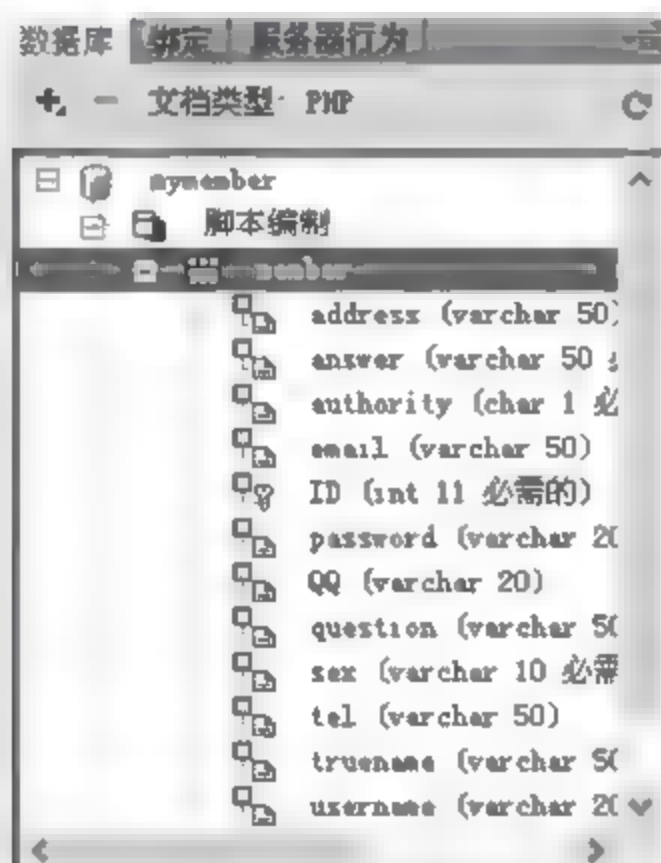 数据库 绑定 服务器行为
文档类型: PHP
mymember
脚本编制
member
address (varchar 50)
answer (varchar 50
authority (char 1 必
email (varchar 50)
ID (int 11 必需的)
password (varchar 20
QQ (varchar 20)
question (varchar 50
sex (varchar 10 必需
tel (varchar 50)
truename (varchar 50
username (varchar 20